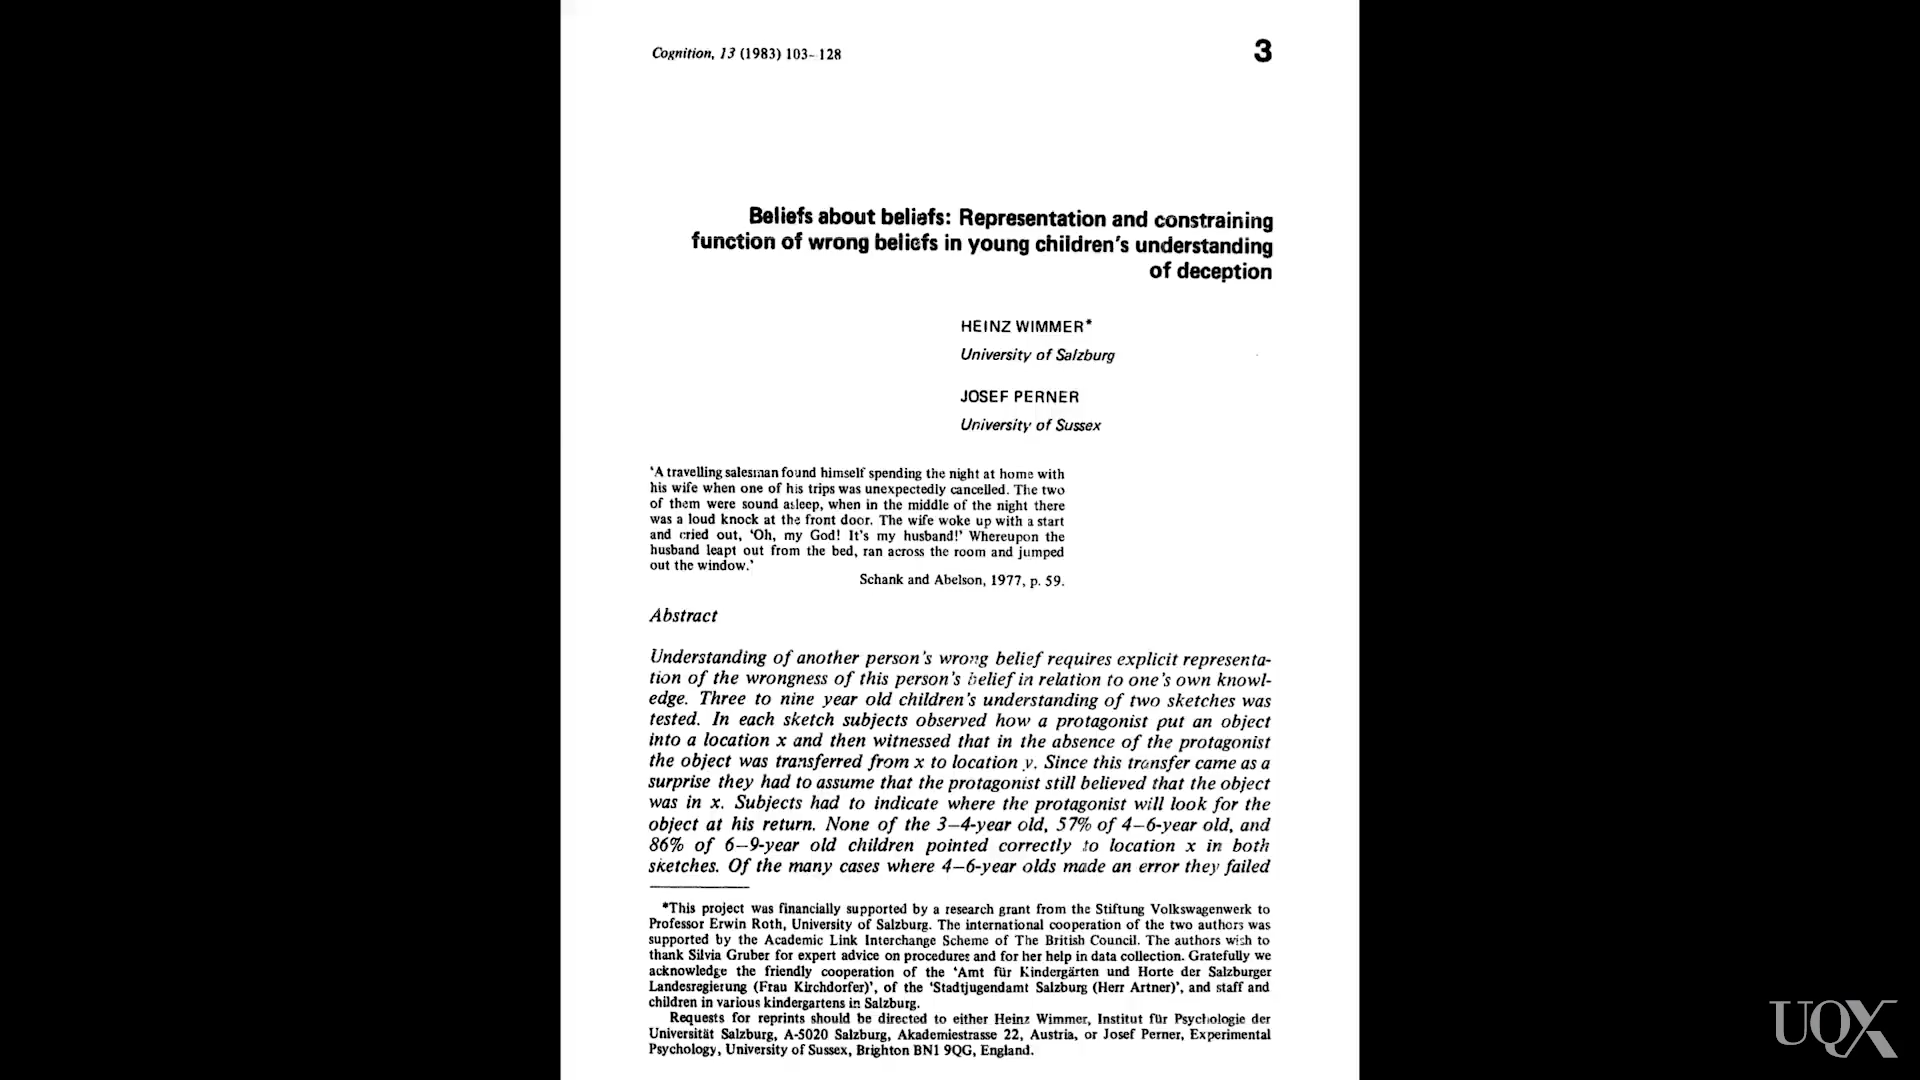 Cognition, 13 (1983) 103-128
3
Beliefs about beliefs: Representation and constraining
function of wrong beliefs in young children's understanding
of deception
HEINZ WIMMER*
University of Salzburg
JOSEF PERNER
University of Sussex
'A travelling salesman found himself spending the night at home with
his wife when one of his trips was unexpectedly cancelled. The two
of them were sound asleep, when in the middle of the night there
was a loud knock at the front door. The wife woke up with a start
and cried out, 'Oh, my God! It's my husband!' Whereupon the
husband leapt out from the bed, ran across the room and jumped
out the window.'
Schank and Abelson, 1977, p. 59.
Abstract
Understanding of another person's wrong belief requires explicit representa-
tion of the wrongness of this person's belief in relation to one's own knowl-
edge. Three to nine year old children's understanding of two sketches was
tested. In each sketch subjects observed how a protagonist put an object
into a location x and then witnessed that in the absence of the protagonist
the object was transferred from x to location y. Since this transfer came as a
surprise they had to assume that the protagonist still believed that the object
was in x. Subjects had to indicate where the protagonist will look for the
object at his return. None of the 3–4-year old, 57% of 4–6-year old, and
86% of 6–9-year old children pointed correctly to location x in both
sketches. Of the many cases where 4–6-year olds made an error they failed
*This project was financially supported by a research grant from the Stiftung Volkswagenwerk to
Professor Erwin Roth, University of Salzburg. The international cooperation of the two authors was
supported by the Academic Link Interchange Scheme of The British Council. The authors wish to
thank Silvia Gruber for expert advice on procedures and for her help in data collection. Gratefully we
acknowledge the friendly cooperation of the 'Amt für Kindergärten und Horte der Salzburger
Landesregierung (Frau Kirchdorfer)', of the 'Stadtjugendamt Salzburg (Herr Artner)', and staff and
children in various kindergartens in Salzburg.
Requests for reprints should be directed to either Heinz Wimmer, Institut für Psychologie der
Universität Salzburg, A-5020 Salzburg, Akademiestrasse 22, Austria, or Josef Perner, Experimental
Psychology, University of Sussex, Brighton BN1 9QG, England.
UQX